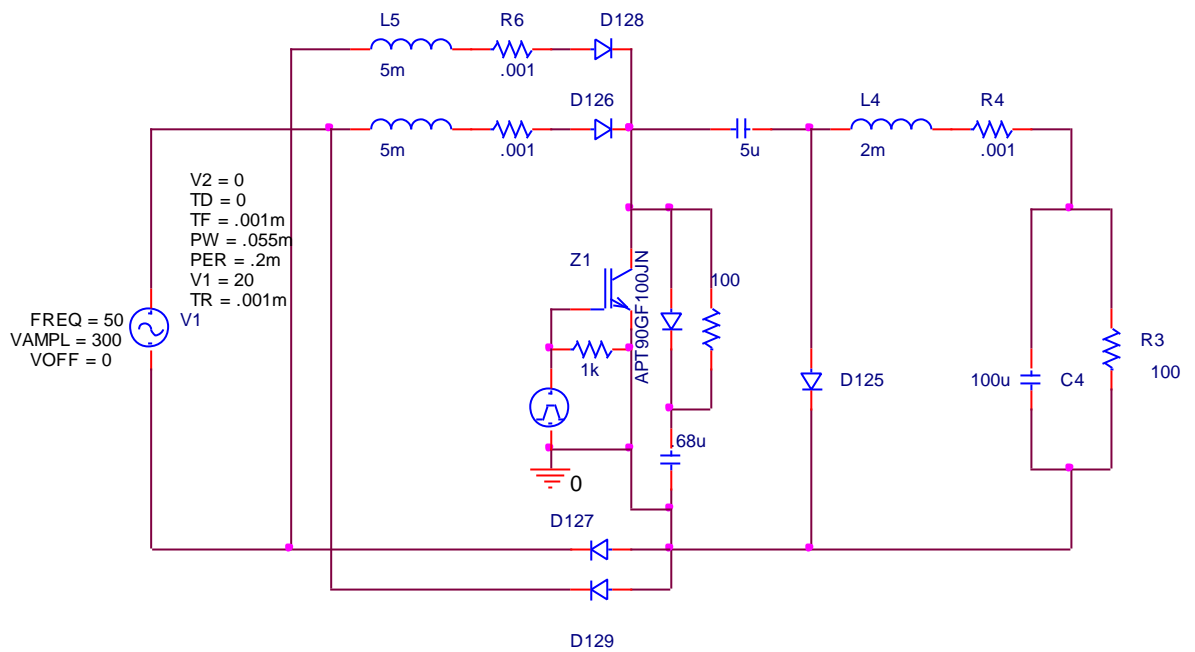 L5
R6
D128
5m
.001
D126
L4
R4
5m
.001
5u
2m
.001
V2 = 0
TD = 0
TF = .001m
PW = .055m
PER = .2m
V1 = 20
TR = .001m
Z1
APT90GF100JN
100
FREQ = 50
VAMPL = 300
VOFF = 0
V1
1k
R3
100
D125
100u
C4
.68u
0
D127
D129